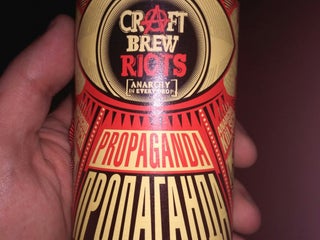 CRAFT
BREW
RIOTS
ANARCHY
IN EVERY DROP
PROPAGANDA
ПРОПАГАНДА